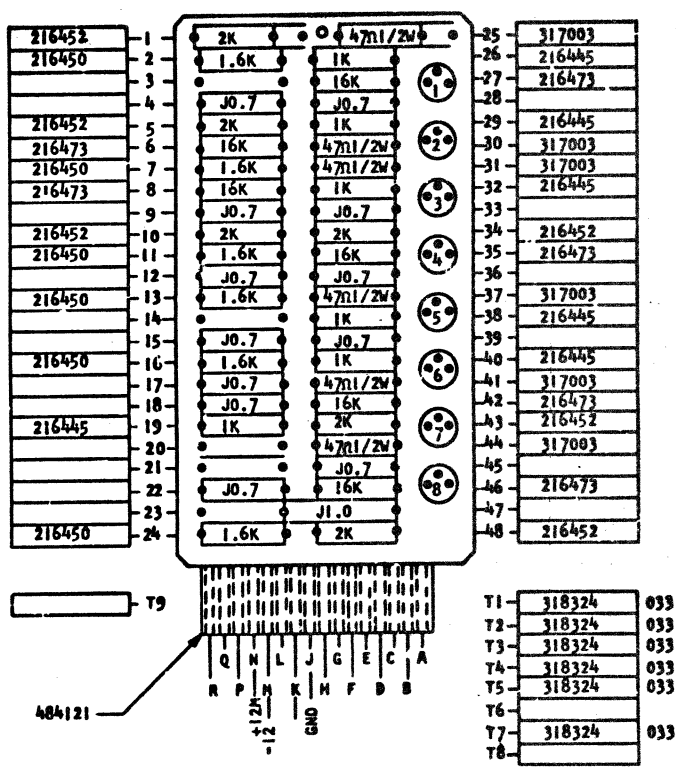 216452 1 2K 47Ω1/2W 25 317003
216450 2 1.6K 1K 26 216445
3 16K 27 216473
4 J0.7 J0.7 28
216452 5 2K 1K 29 216445
216473 6 16K 47Ω1/2W 30 317003
216450 7 1.6K 47Ω1/2W 31 317003
216473 8 16K 1K 32 216445
9 J0.7 J0.7 33
216452 10 2K 2K 34 216452
216450 11 1.6K 16K 35 216473
12 J0.7 J0.7 36
216450 13 1.6K 47Ω1/2W 37 317003
14 1K 38 216445
15 J0.7 J0.7 39
216450 16 1.6K 1K 40 216445
17 J0.7 47Ω1/2W 41 317003
18 J0.7 16K 42 216473
216445 19 1K 2K 43 216452
20 47Ω1/2W 44 317003
21 J0.7 45
22 J0.7 16K 46 216473
23 J1.0 47
216450 24 1.6K 2K 48 216452
1
2
3
4
5
6
7
8
T9
T1 318324 033
T2 318324 033
T3 318324 033
T4 318324 033
T5 318324 033
T6
T7 318324 033
T8
Q N L J G E C A
R P M K H F D B
+12M
-12
GND
484121